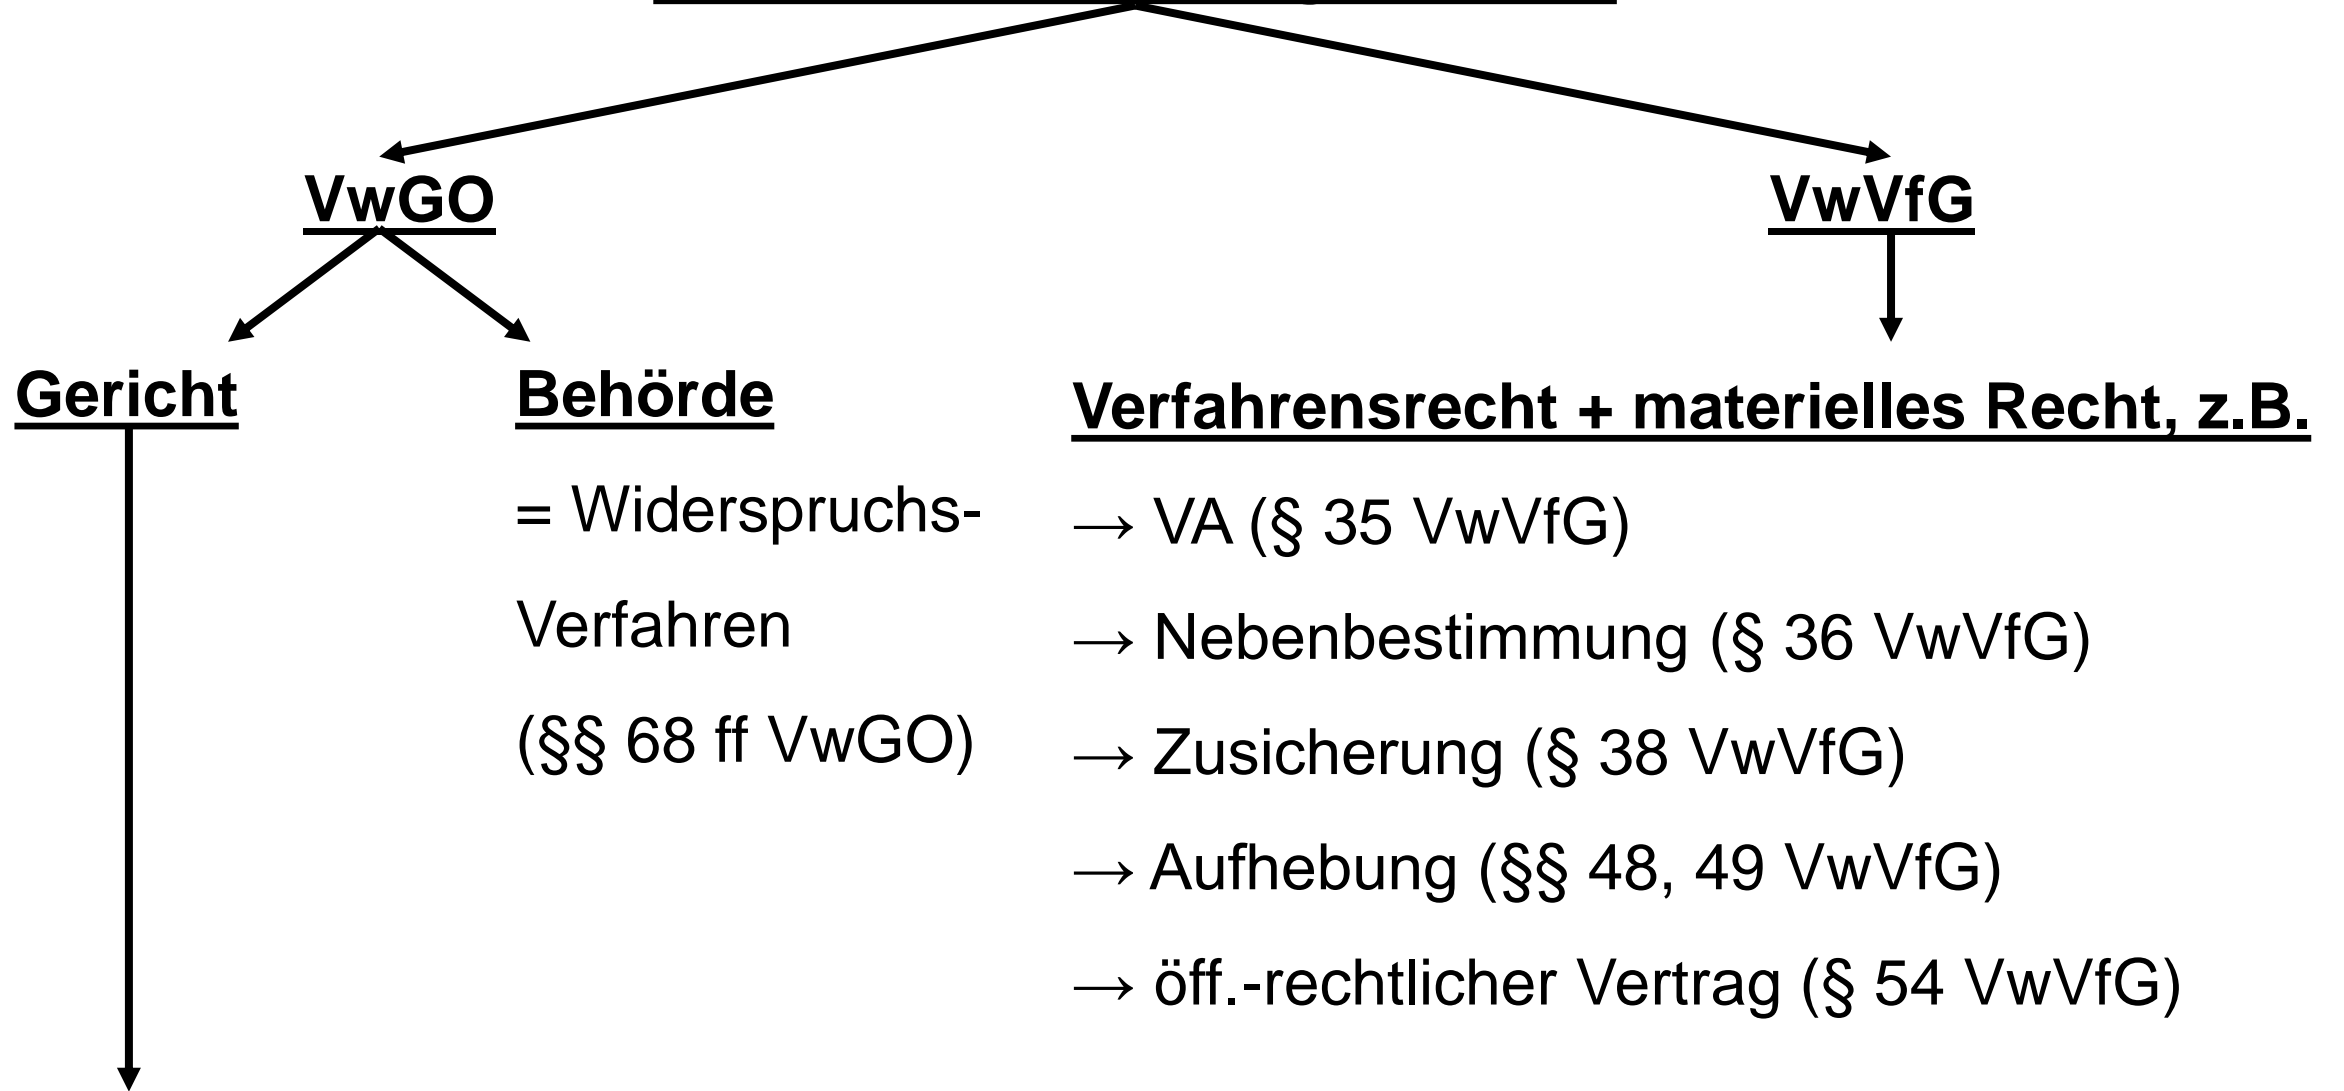 VwGO
VwVfG
Gericht
Behörde
Verfahrensrecht + materielles Recht, z.B.
= Widerspruchs-
Verfahren
(§§ 68 ff VwGO)
→ VA (§ 35 VwVfG)
→ Nebenbestimmung (§ 36 VwVfG)
→ Zusicherung (§ 38 VwVfG)
→ Aufhebung (§§ 48, 49 VwVfG)
→ öff.-rechtlicher Vertrag (§ 54 VwVfG)